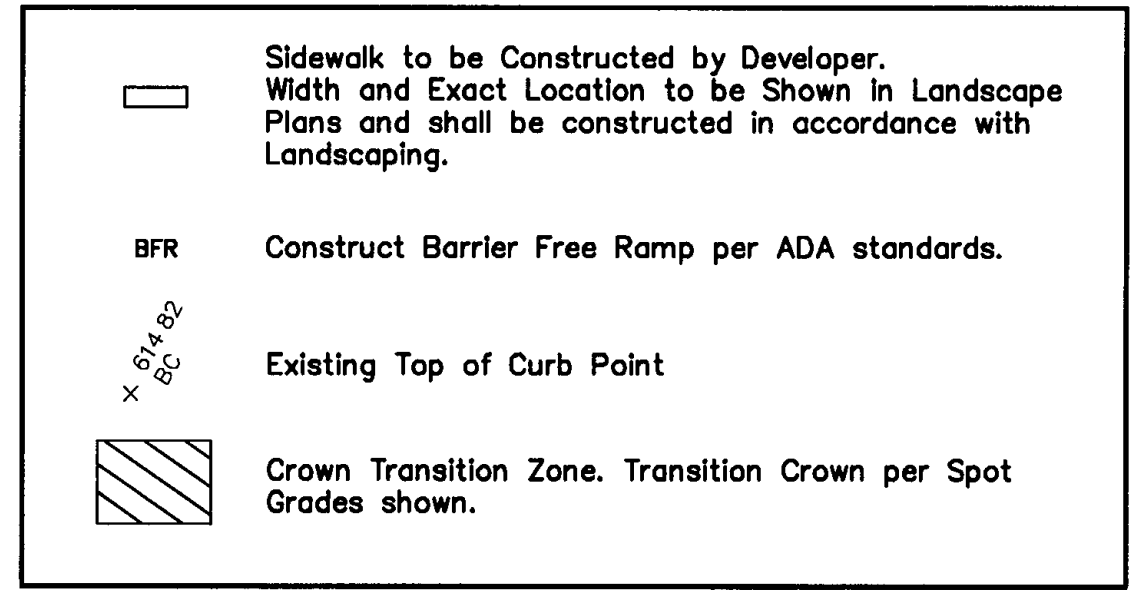 Sidewalk to be Constructed by Developer.
Width and Exact Location to be Shown in Landscape
Plans and shall be constructed in accordance with
Landscaping.
BFR Construct Barrier Free Ramp per ADA standards.
× 614 82
BC
Existing Top of Curb Point
Crown Transition Zone. Transition Crown per Spot
Grades shown.